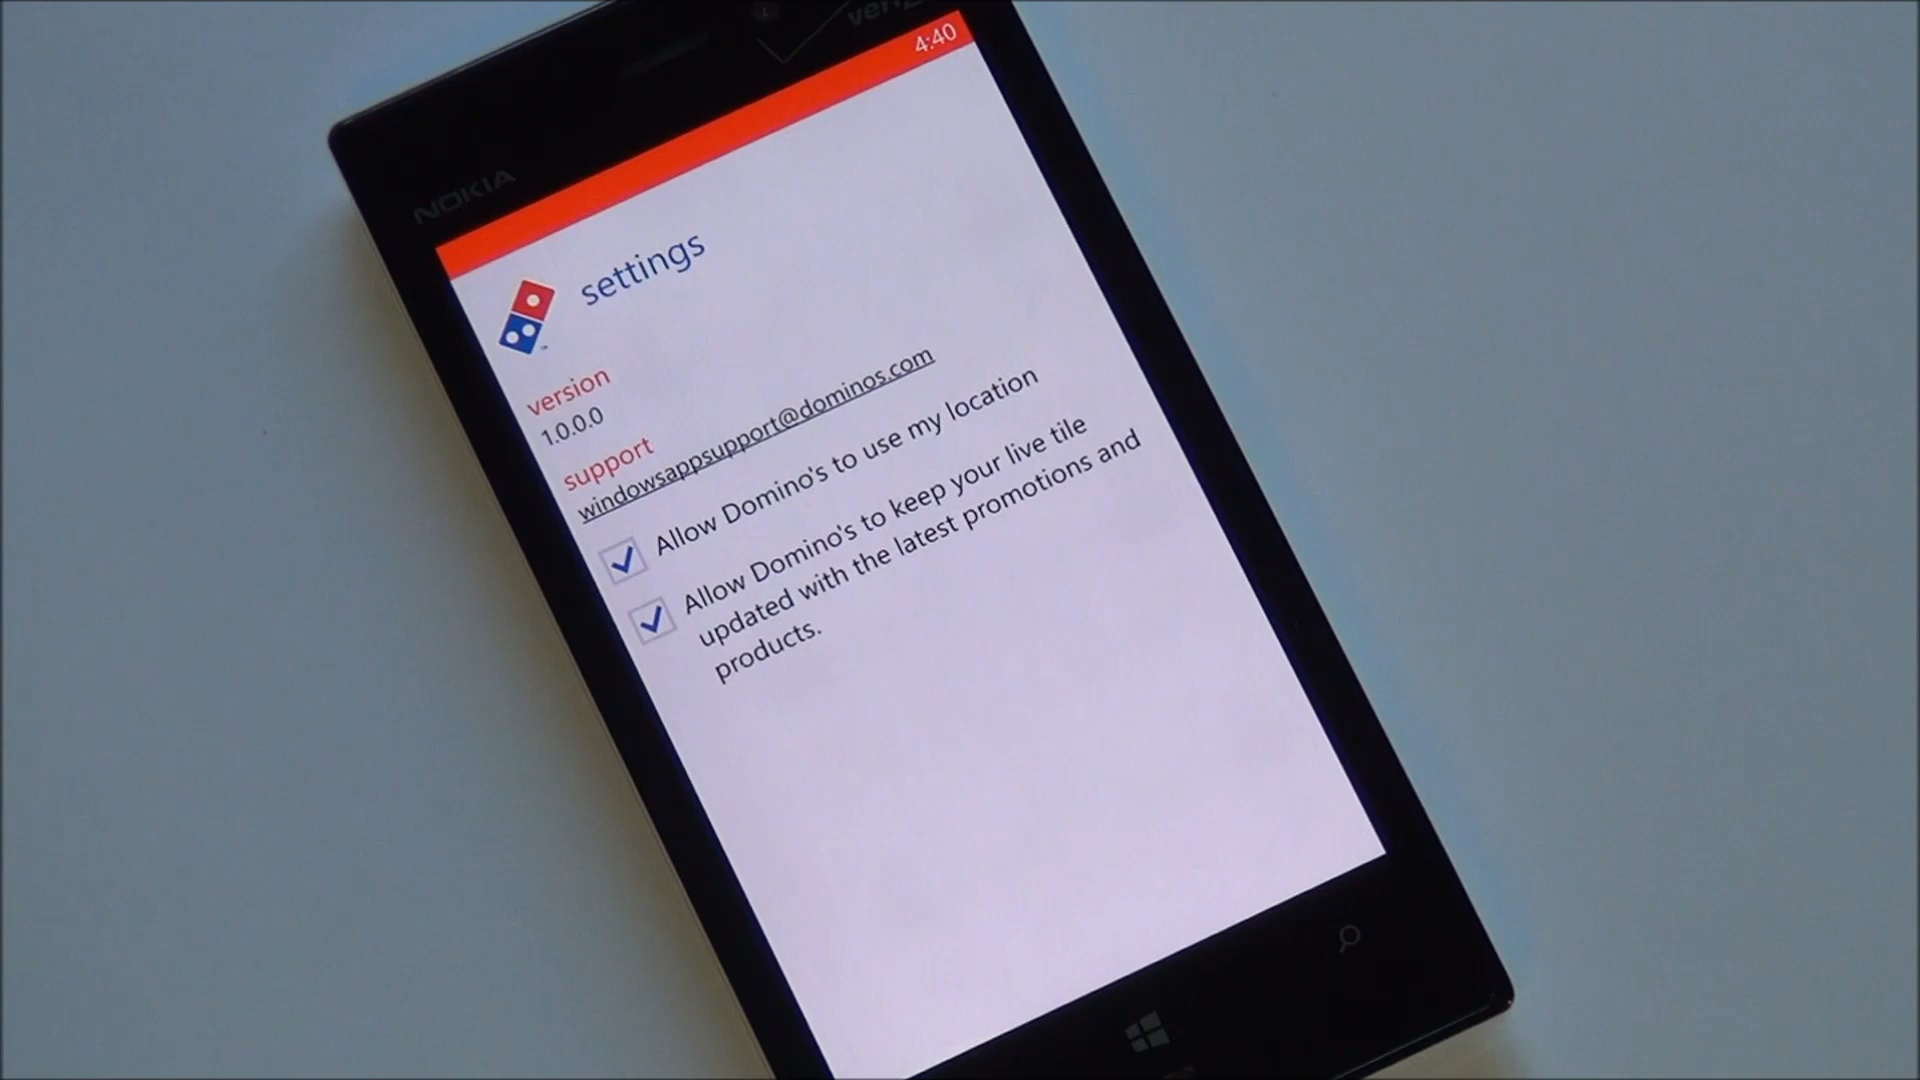 4:40
NOKIA
settings
version
1.0.0.0
support
windowsappsupport@dominos.com
Allow Domino's to use my location
Allow Domino's to keep your live tile
updated with the latest promotions and
products.